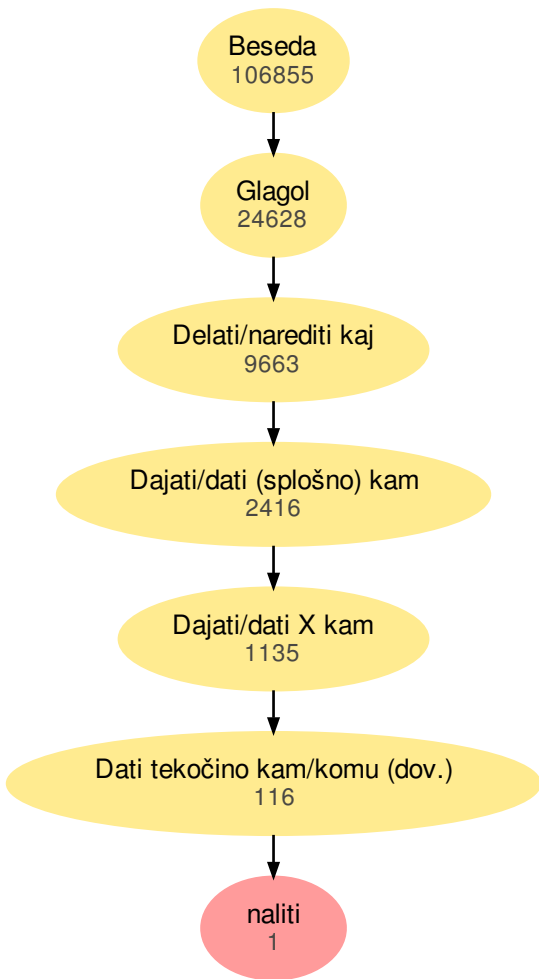 Beseda
106855
Glagol
24628
Delati/narediti kaj
9663
Dajati/dati (splošno) kam
2416
Dajati/dati X kam
1135
Dati tekočino kam/komu (dov.)
116
naliti
1